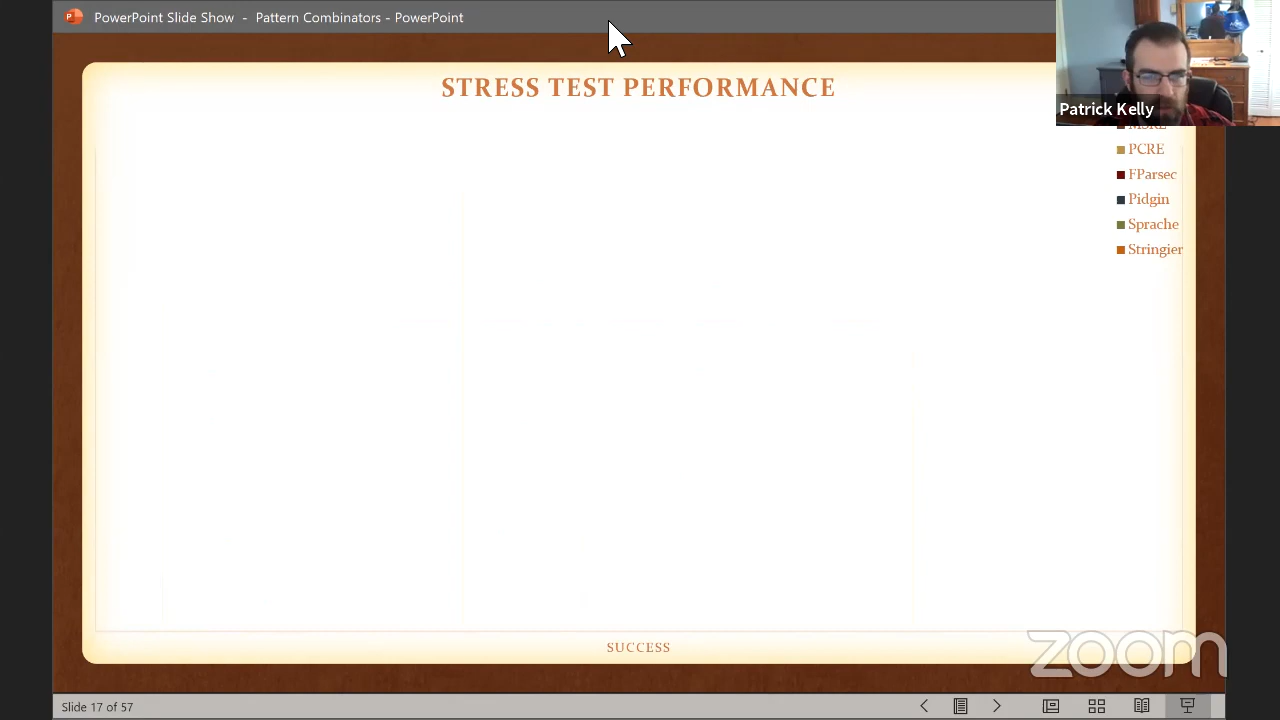 PowerPoint Slide Show - Pattern Combinators - PowerPoint
STRESS TEST PERFORMANCE
Patrick Kelly
PCRE
FParsec
Pidgin
Sprache
Stringier
SUCCESS
zoom
Slide 17 of 57